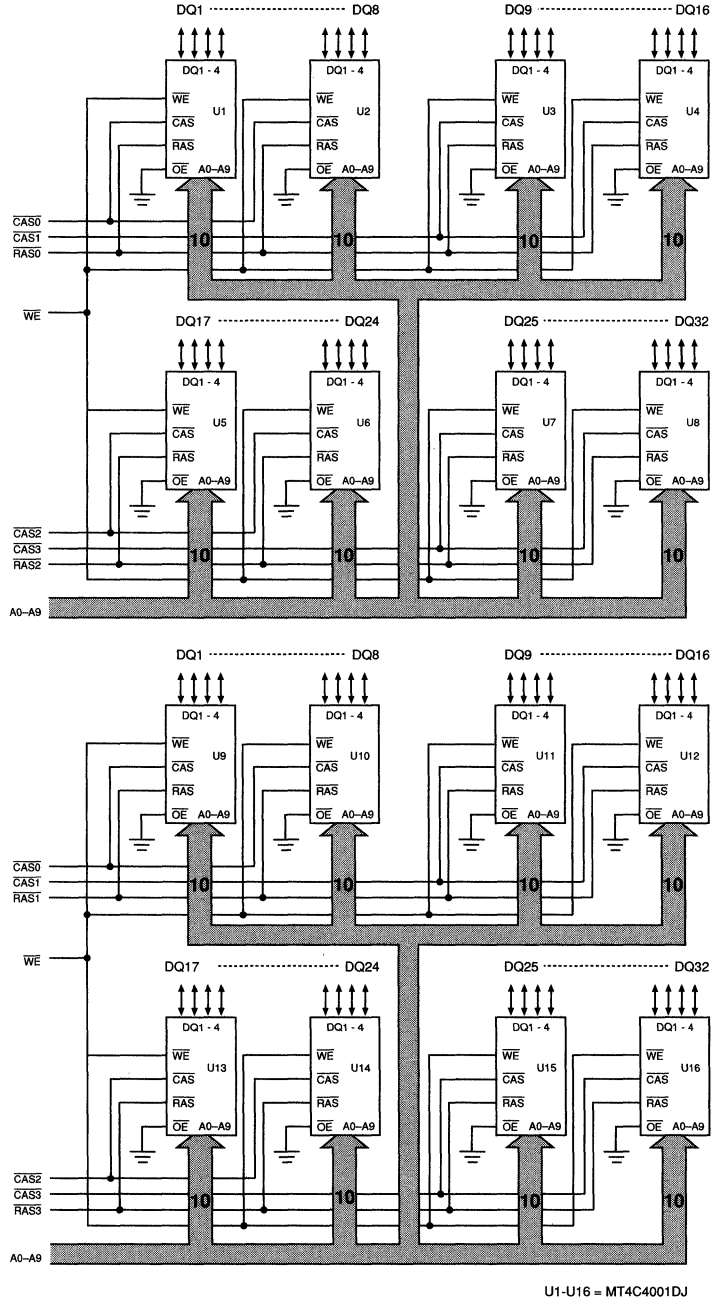 DQ1 DQ8 DQ9 DQ16
DQ1 - 4 DQ1 - 4 DQ1 - 4 DQ1 - 4
WE WE WE WE
U1 U2 U3 U4
CAS CAS CAS CAS
RAS RAS RAS RAS
OE A0–A9 OE A0–A9 OE A0–A9 OE A0–A9
CAS0
CAS1
RAS0
10 10 10 10
WE
DQ17 DQ24 DQ25 DQ32
DQ1 - 4 DQ1 - 4 DQ1 - 4 DQ1 - 4
WE WE WE WE
U5 U6 U7 U8
CAS CAS CAS CAS
RAS RAS RAS RAS
OE A0–A9 OE A0–A9 OE A0–A9 OE A0–A9
CAS2
CAS3
RAS2
10 10 10 10
A0–A9
DQ1 DQ8 DQ9 DQ16
DQ1 - 4 DQ1 - 4 DQ1 - 4 DQ1 - 4
WE WE WE WE
U9 U10 U11 U12
CAS CAS CAS CAS
RAS RAS RAS RAS
OE A0–A9 OE A0–A9 OE A0–A9 OE A0–A9
CAS0
CAS1
RAS1
10 10 10 10
WE
DQ17 DQ24 DQ25 DQ32
DQ1 - 4 DQ1 - 4 DQ1 - 4 DQ1 - 4
WE WE WE WE
U13 U14 U15 U16
CAS CAS CAS CAS
RAS RAS RAS RAS
OE A0–A9 OE A0–A9 OE A0–A9 OE A0–A9
CAS2
CAS3
RAS3
10 10 10 10
A0–A9
U1-U16 = MT4C4001DJ